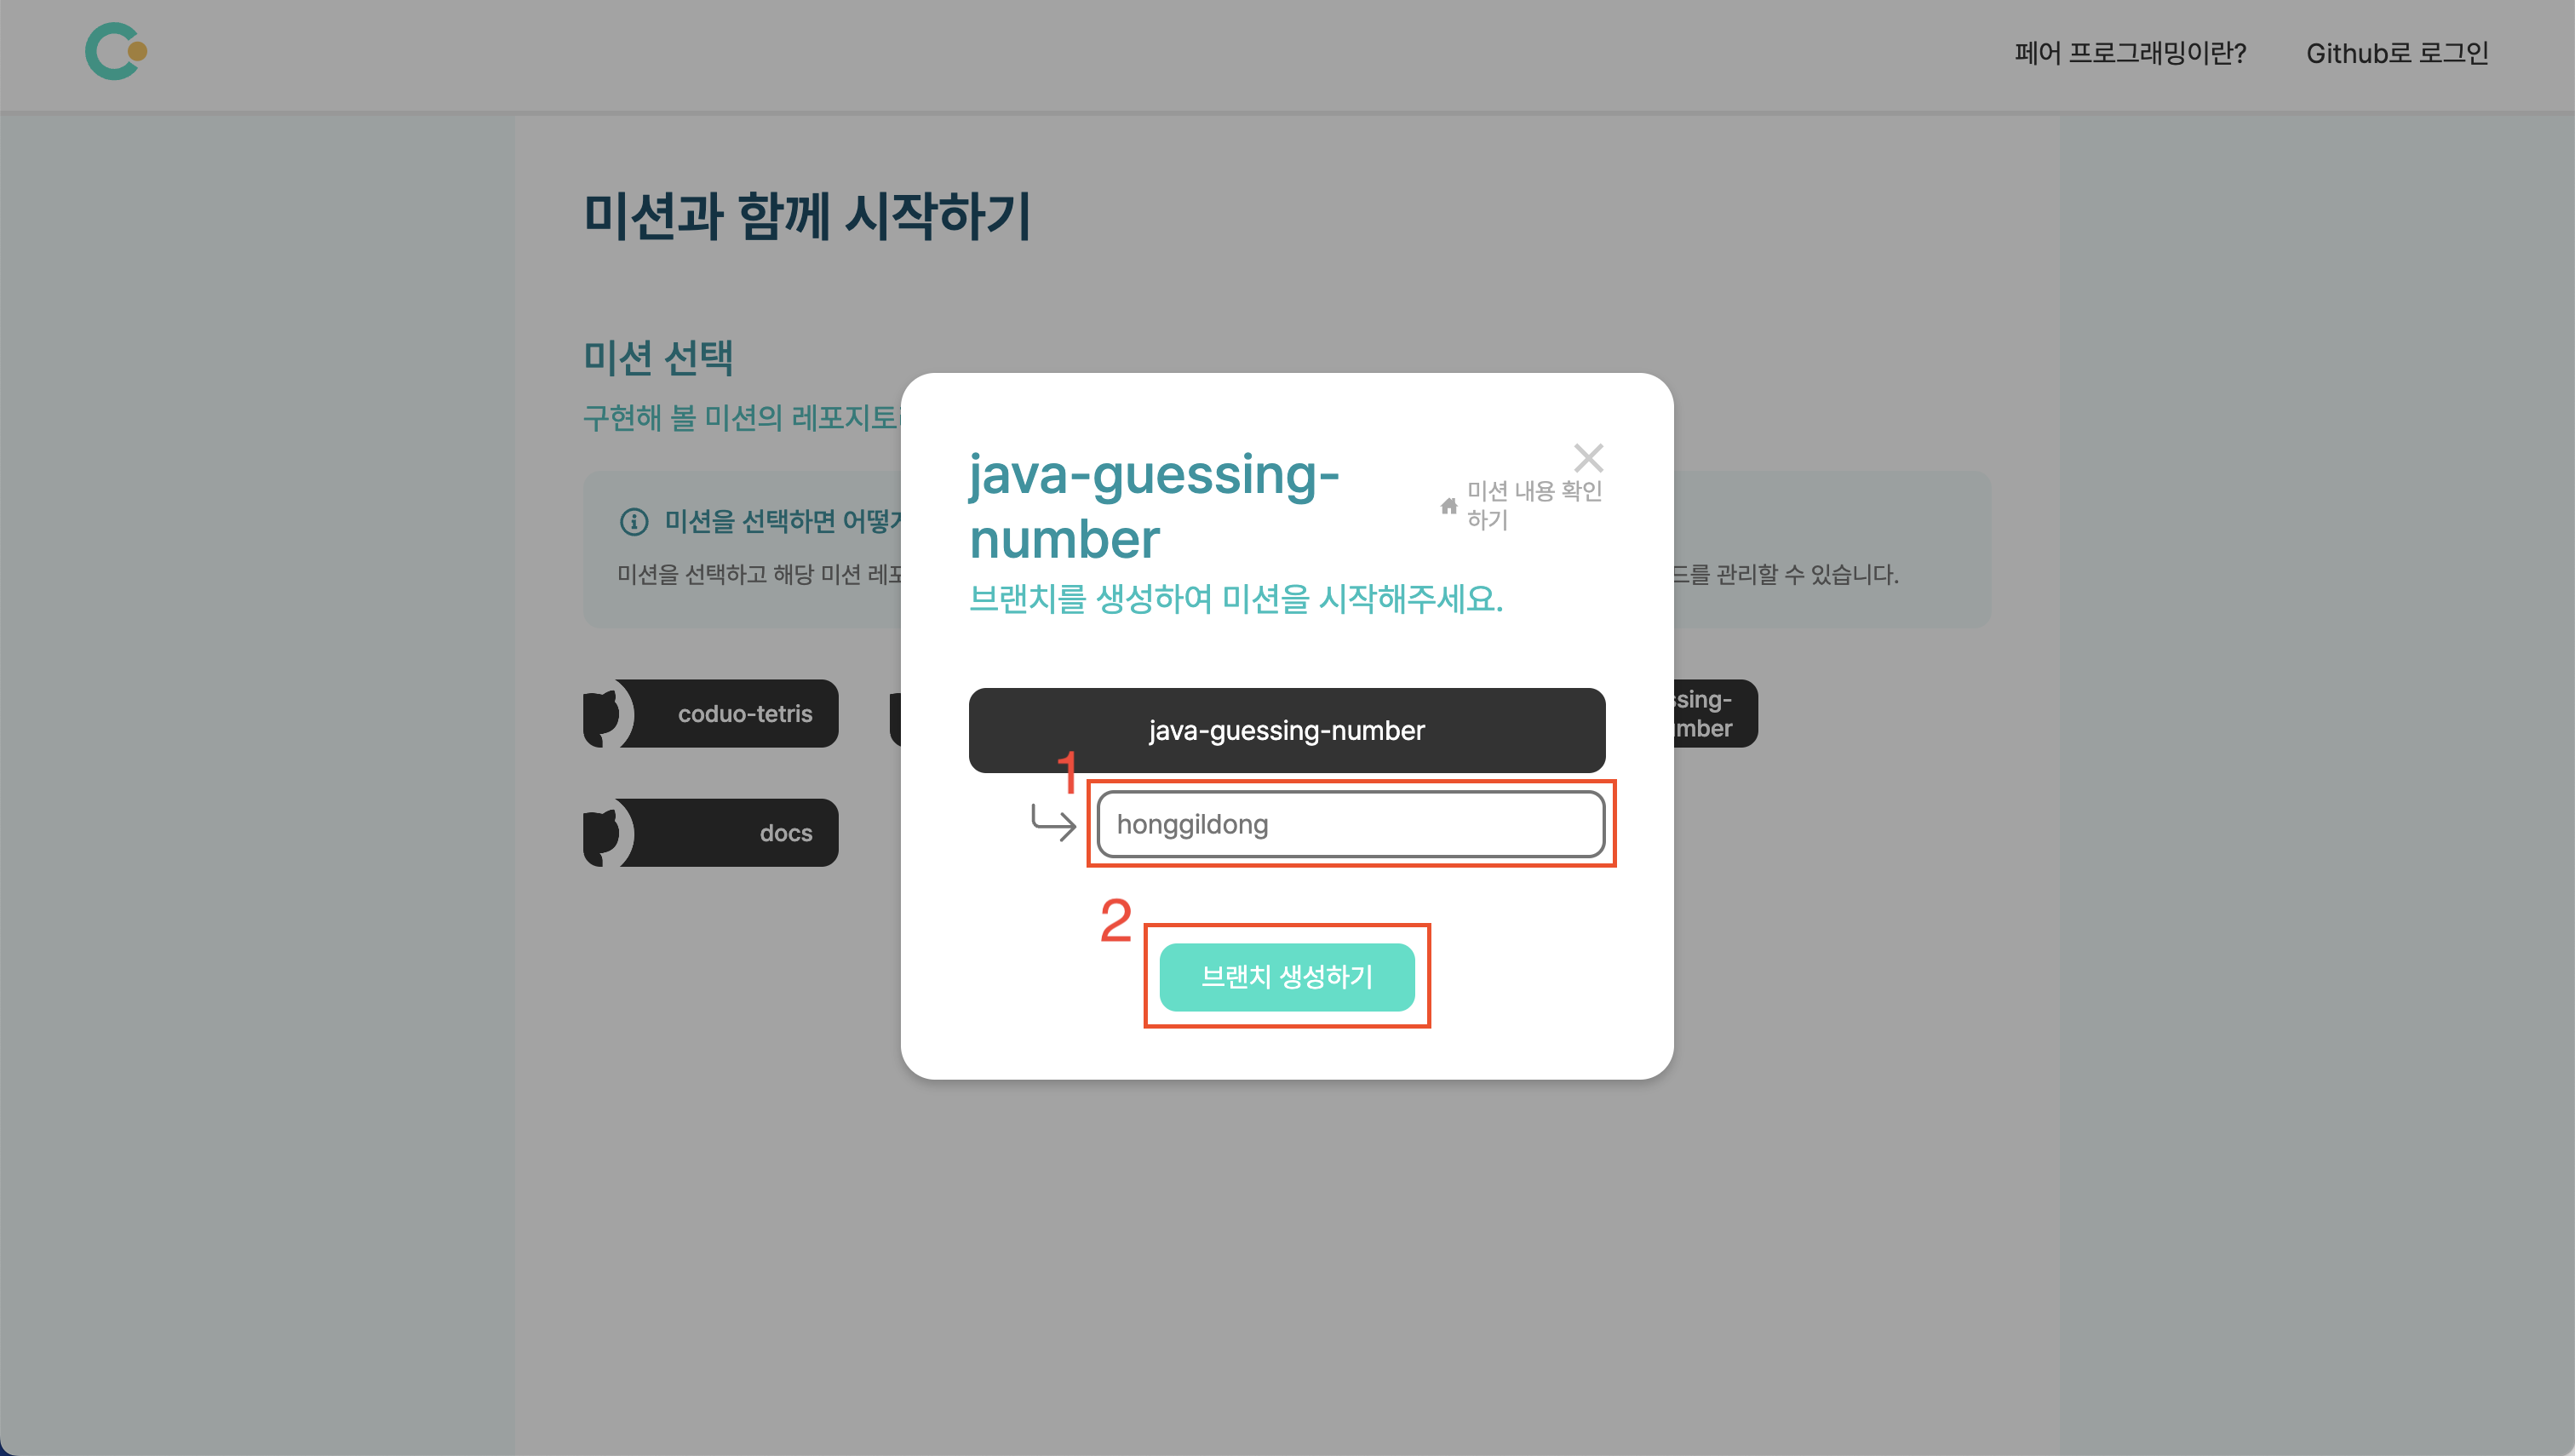 페어 프로그래밍이란?
Github로 로그인
미션과 함께 시작하기
미션 선택
구현해 볼 미션의 레포지토
미션을 선택하면 어떻게
미션을 선택하고 해당 미션 레포
드를 관리할 수 있습니다.
java-guessing-
number
미션 내용 확인
하기
브랜치를 생성하여 미션을 시작해주세요.
coduo-tetris
java-guessing-number
ssing-
mber
1
honggildong
docs
2
브랜치 생성하기